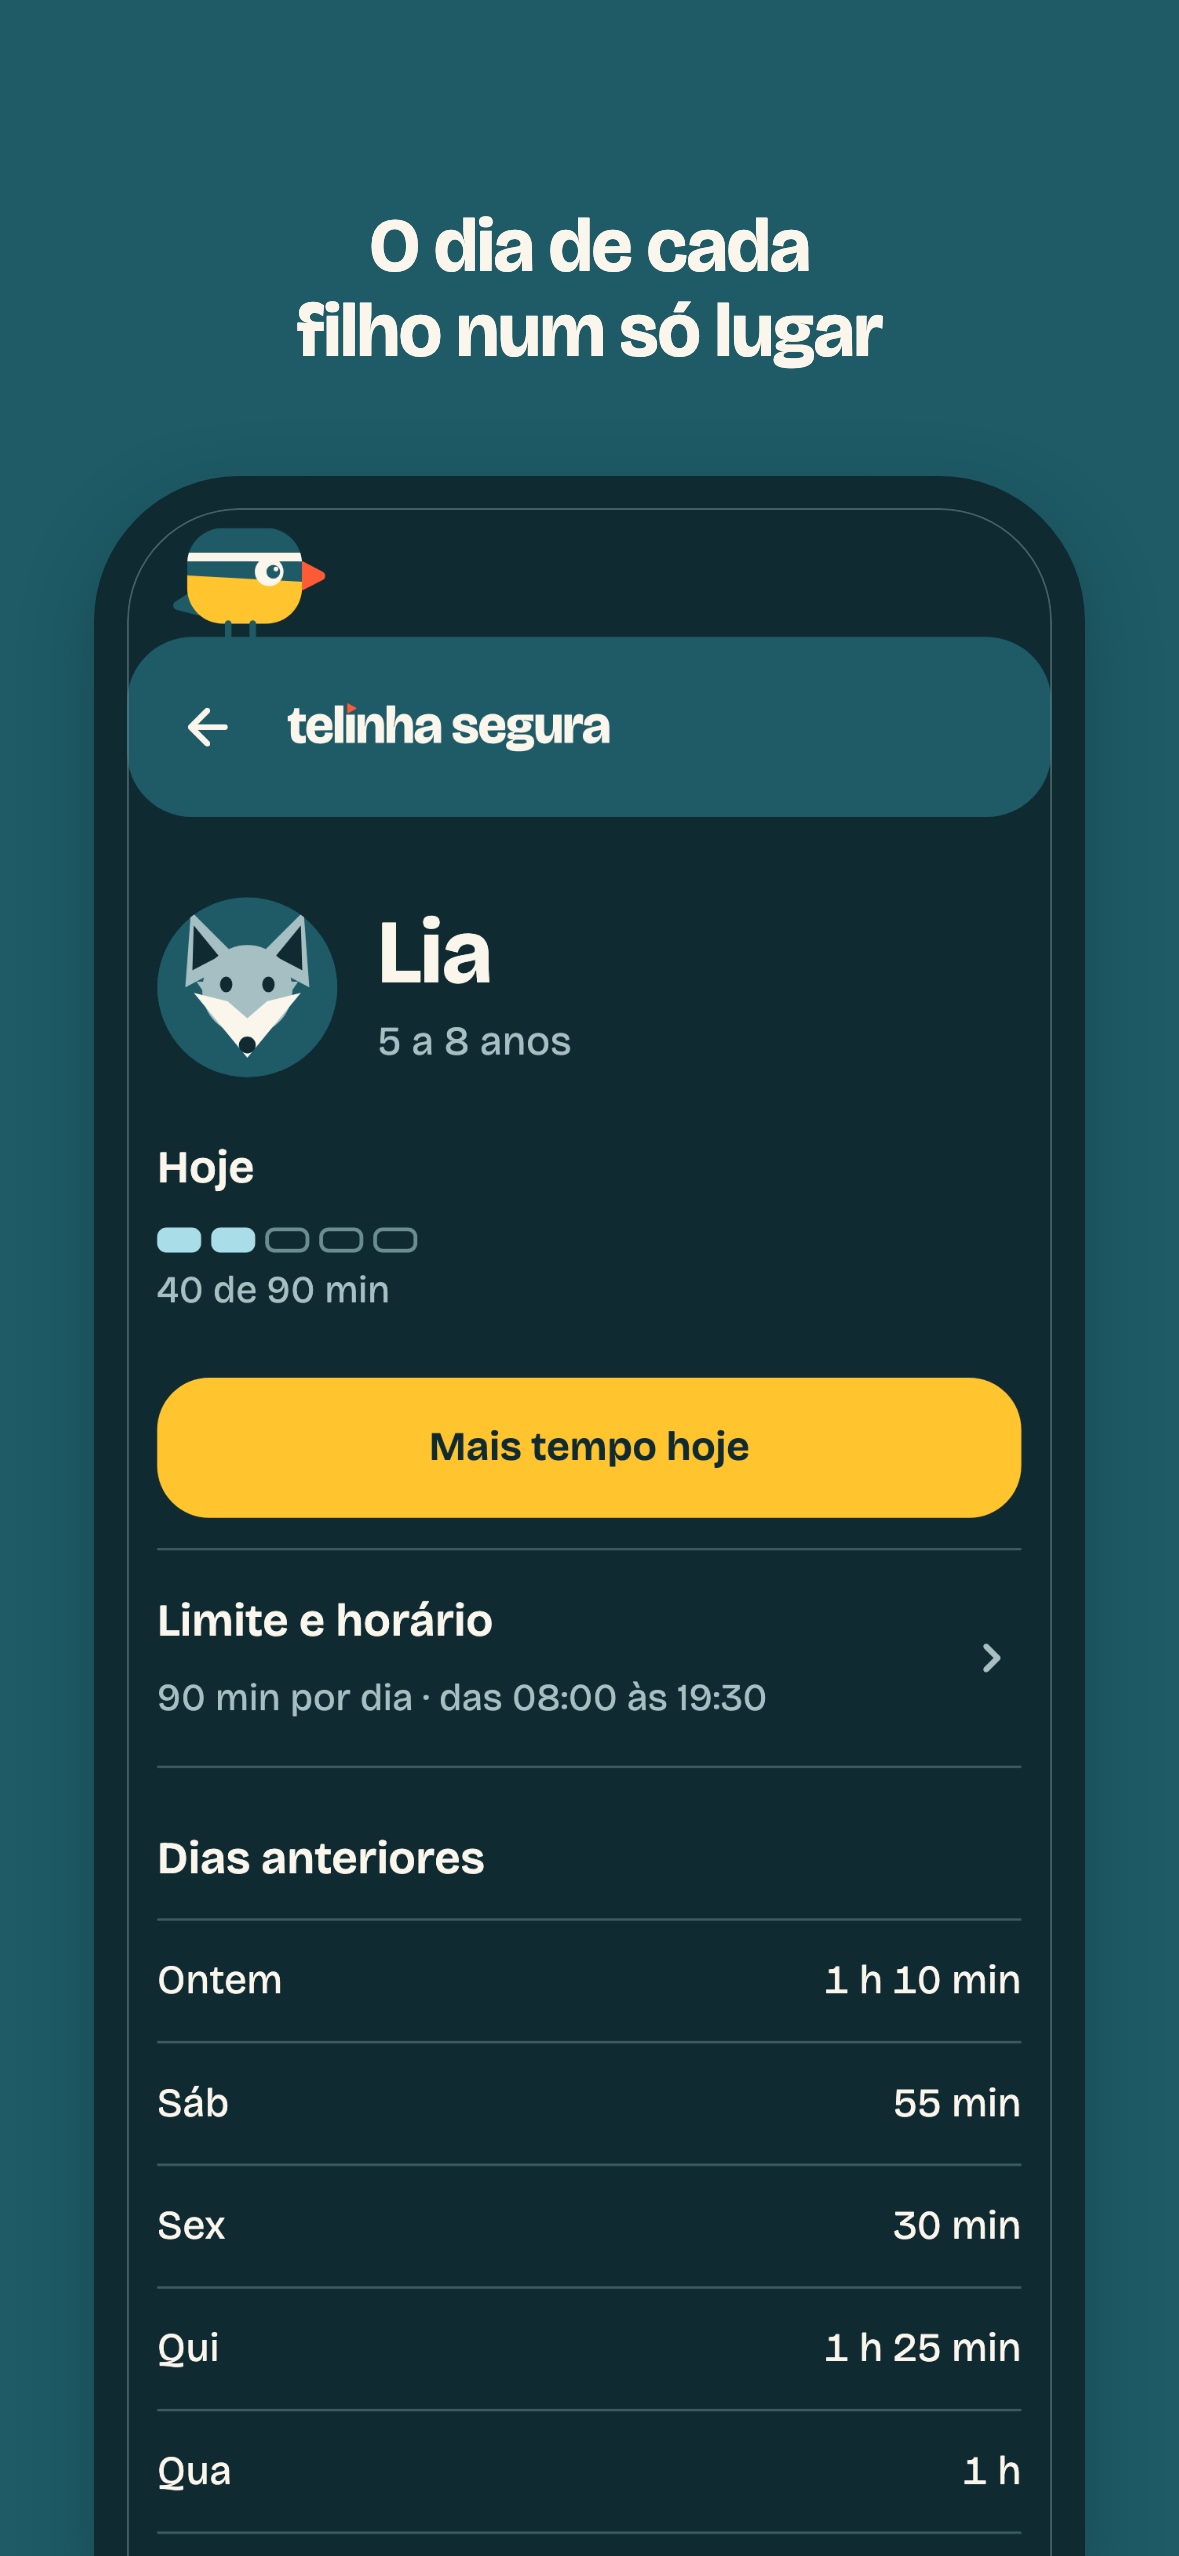 O dia de cada
filho num só lugar
telinha segura
Lia
5 a 8 anos
Hoje
40 de 90 min
Mais tempo hoje
Limite e horário
90 min por dia · das 08:00 às 19:30
Dias anteriores
Ontem 1 h 10 min
Sáb 55 min
Sex 30 min
Qui 1 h 25 min
Qua 1 h